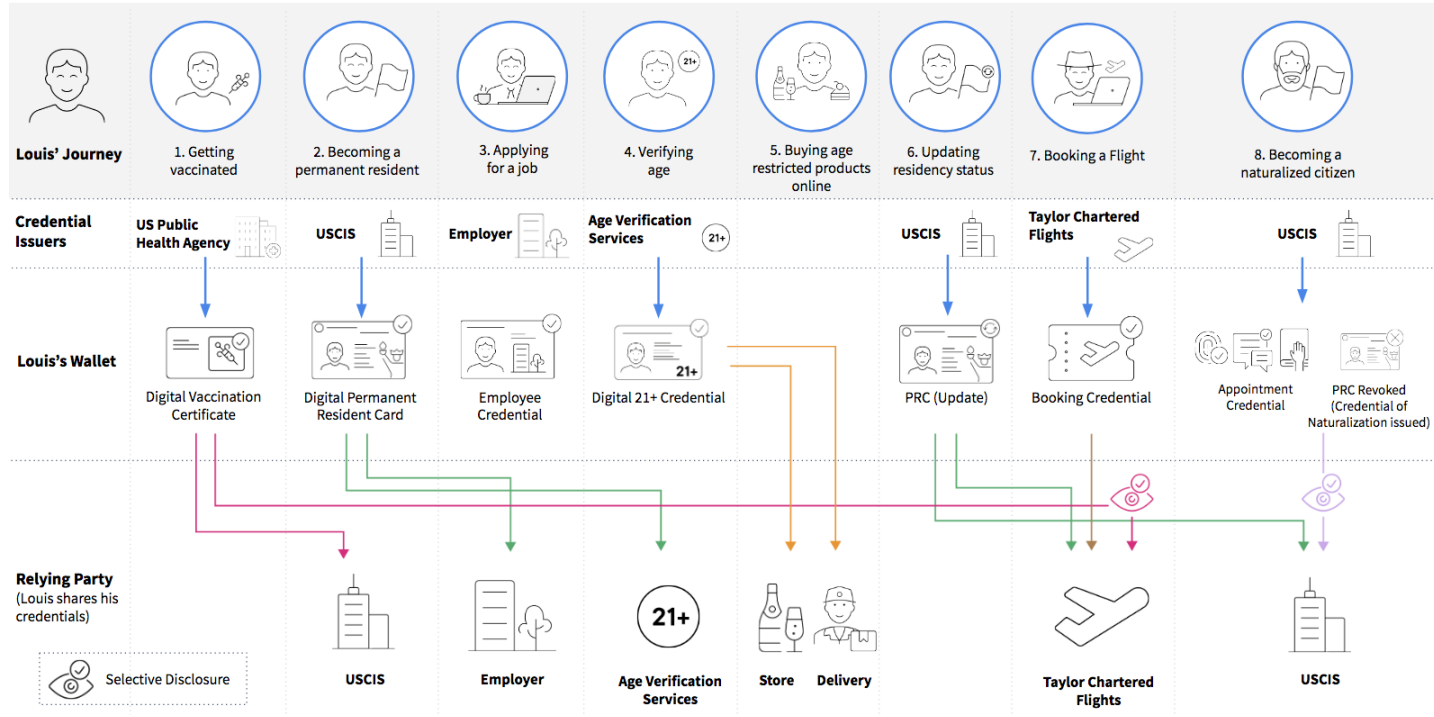 21+
Louis' Journey
1. Getting
vaccinated
2. Becoming a
permanent resident
3. Applying
for a job
4. Verifying
age
5. Buying age
restricted products
online
6. Updating
residency status
7. Booking a Flight
8. Becoming a
naturalized citizen
Credential
Issuers
US Public
Health Agency
USCIS
Employer
Age Verification
Services
21+
USCIS
Taylor Chartered
Flights
USCIS
Louis's Wallet
21+
Digital Vaccination
Certificate
Digital Permanent
Resident Card
Employee
Credential
Digital 21+ Credential
PRC (Update)
Booking Credential
Appointment
Credential
PRC Revoked
(Credential of
Naturalization issued)
Relying Party
(Louis shares his
credentials)
21+
Selective Disclosure
USCIS
Employer
Age Verification
Services
Store
Delivery
Taylor Chartered
Flights
USCIS